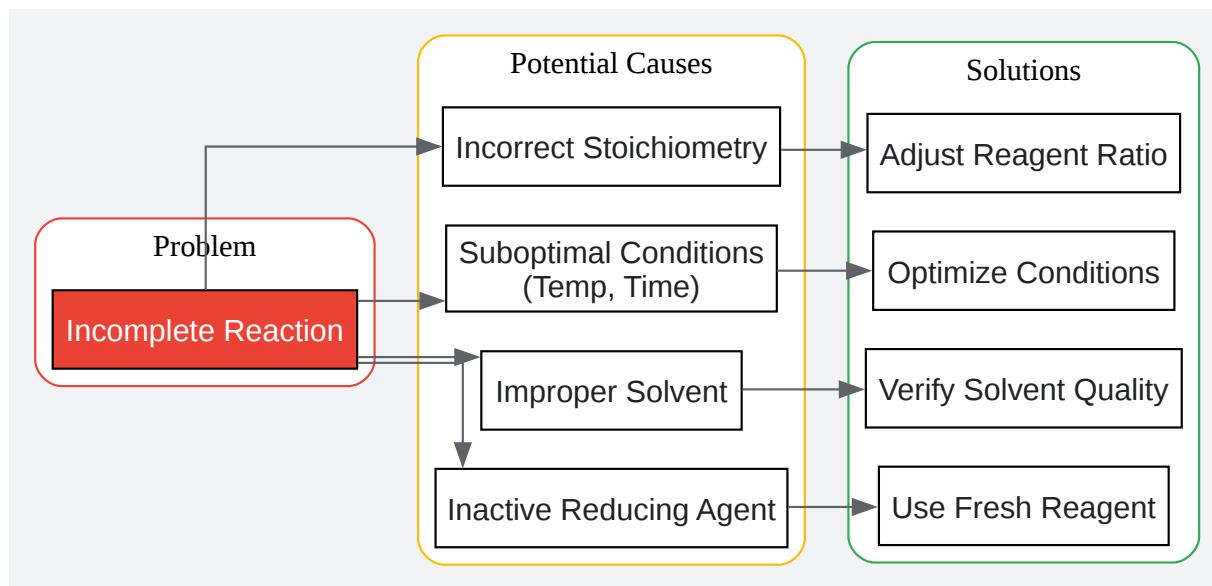 Problem
Incomplete Reaction
Potential Causes
Incorrect Stoichiometry
Suboptimal Conditions
(Temp, Time)
Improper Solvent
Inactive Reducing Agent
Solutions
Adjust Reagent Ratio
Optimize Conditions
Verify Solvent Quality
Use Fresh Reagent